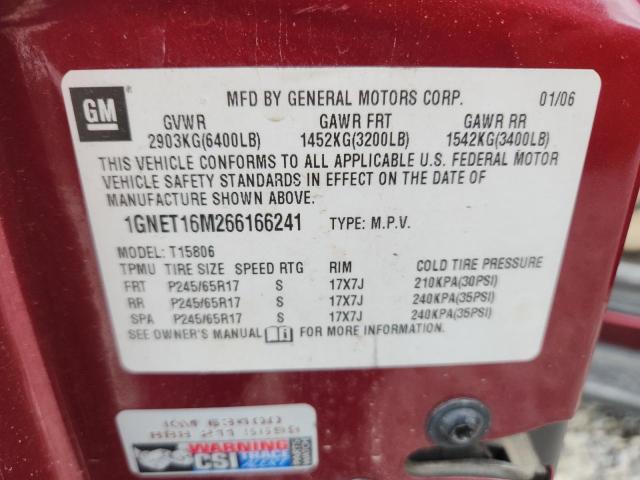 GM
MFD BY GENERAL MOTORS CORP. 01/06
GVWR GAWR FRT GAWR RR
2903KG(6400LB) 1452KG(3200LB) 1542KG(3400LB)
THIS VEHICLE CONFORMS TO ALL APPLICABLE U.S. FEDERAL MOTOR
VEHICLE SAFETY STANDARDS IN EFFECT ON THE DATE OF
MANUFACTURE SHOWN ABOVE.
1GNET16M266166241 TYPE: M.P.V.
MODEL: T15806
TPMU TIRE SIZE SPEED RTG RIM COLD TIRE PRESSURE
FRT P245/65R17 S 17X7J 210KPA(30PSI)
RR P245/65R17 S 17X7J 240KPA(35PSI)
SPA P245/65R17 S 17X7J 240KPA(35PSI)
SEE OWNER'S MANUAL FOR MORE INFORMATION.
WARNING
CSI